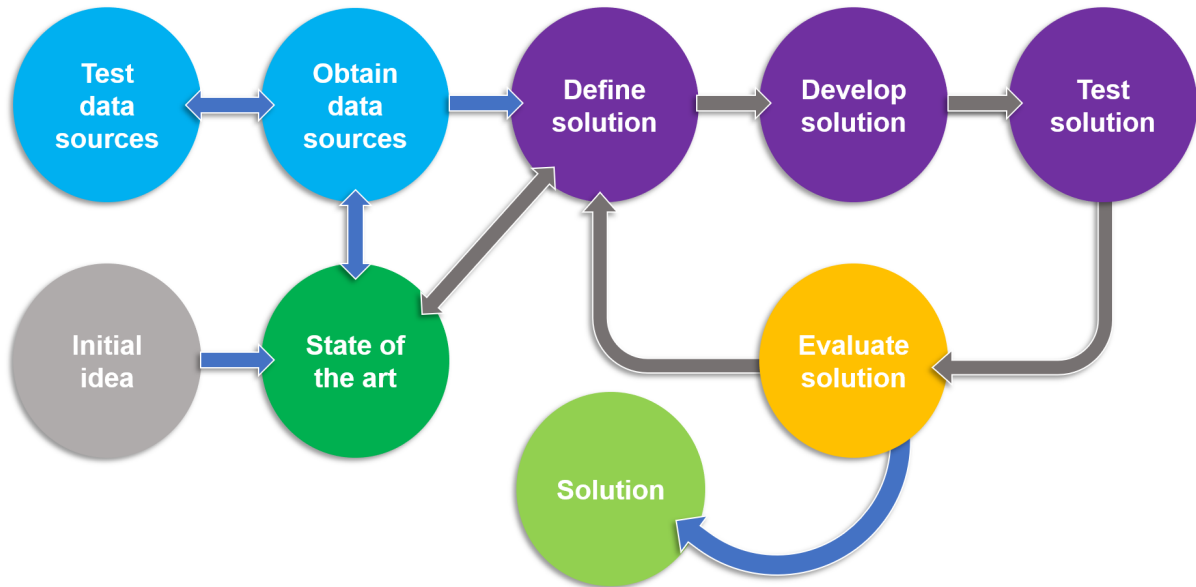 Test
data
sources
Obtain
data
sources
Define
solution
Develop
solution
Test
solution
Initial
idea
State of
the art
Evaluate
solution
Solution